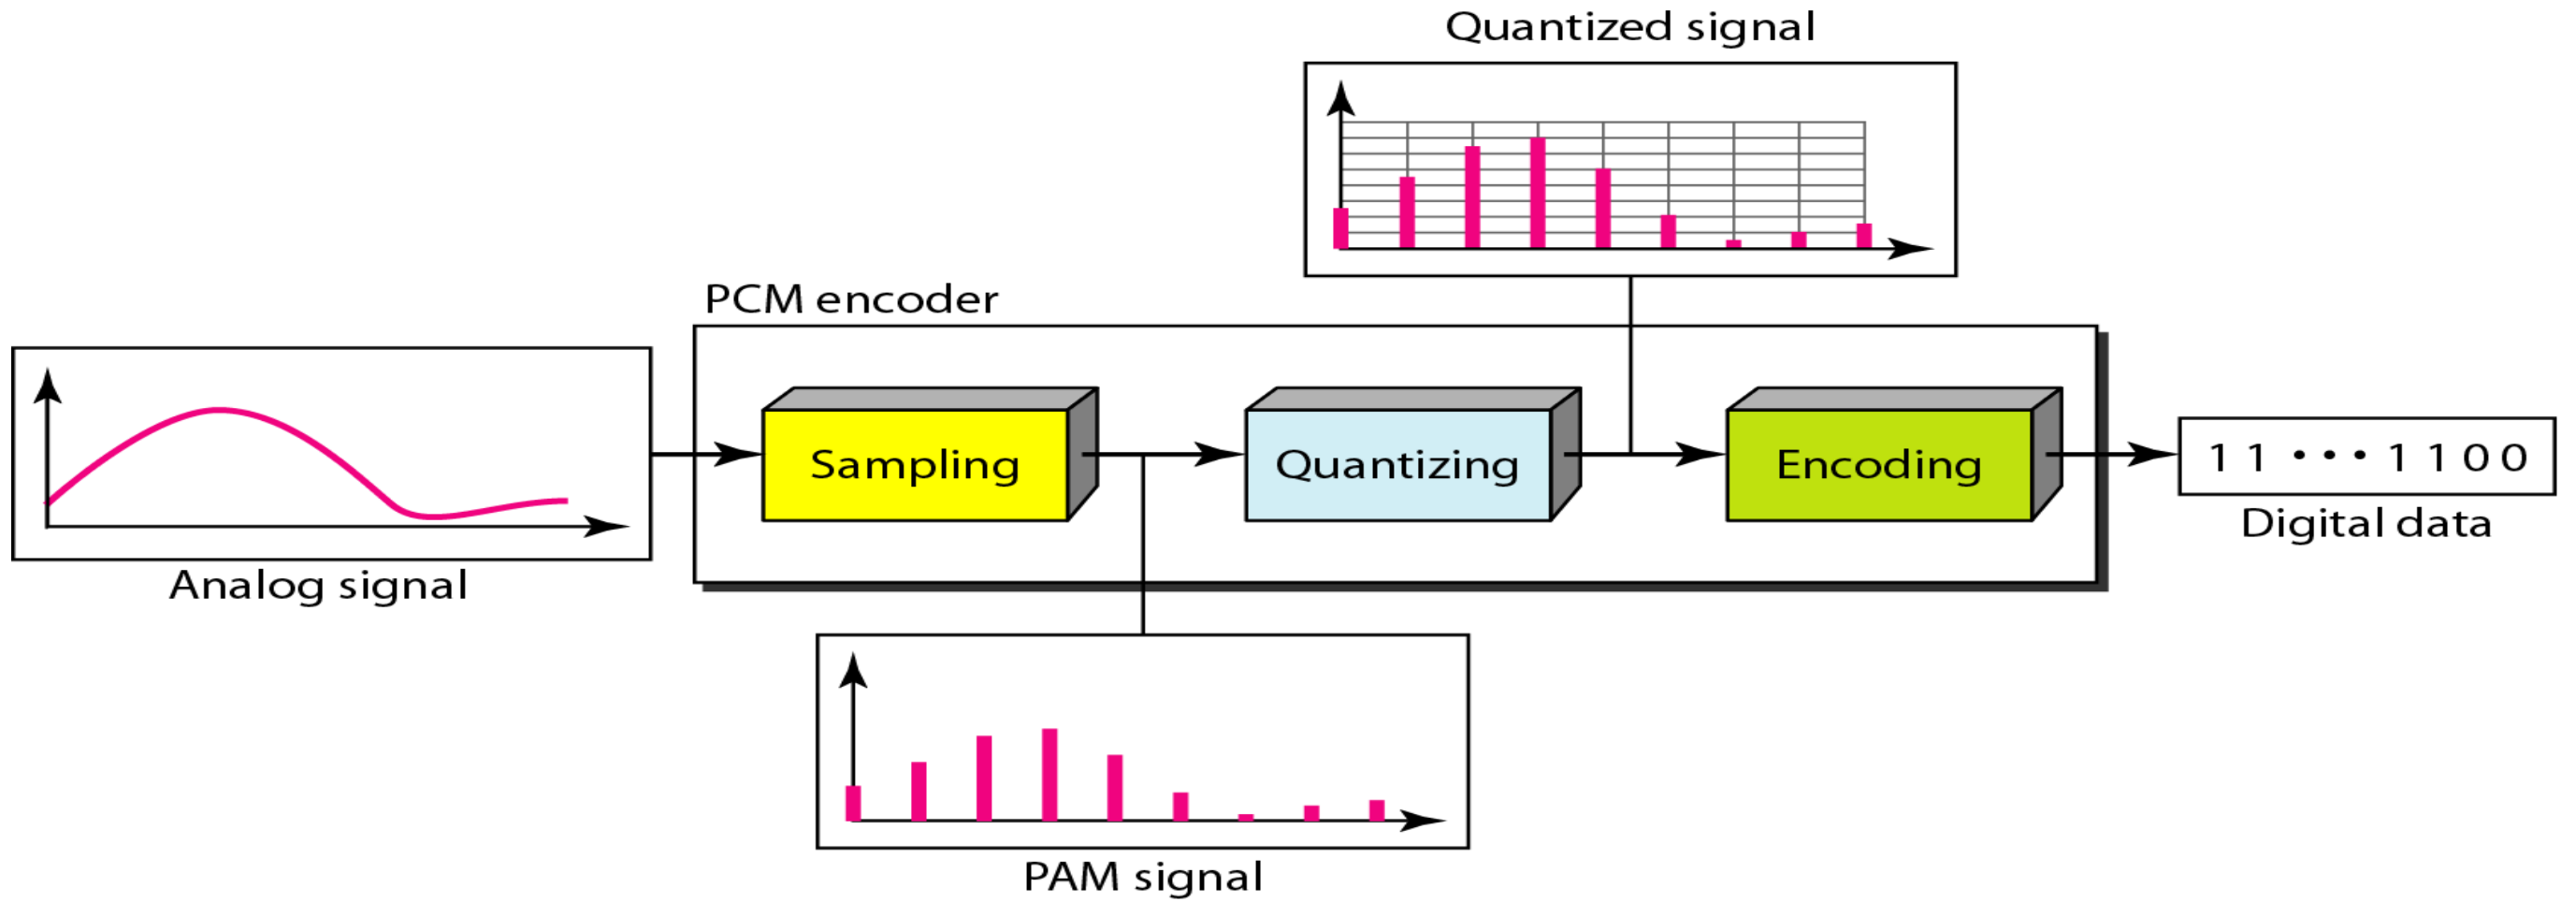 Quantized signal
PCM encoder
Analog signal
Sampling
Quantizing
Encoding
1 1 • • • 1 1 0 0
Digital data
PAM signal